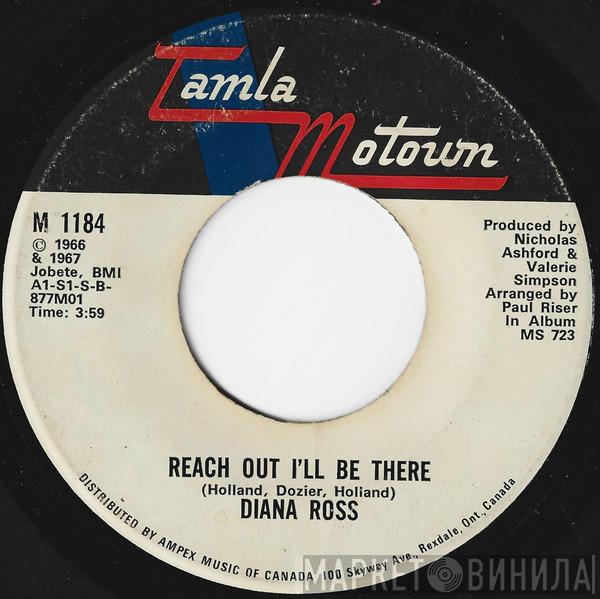 Tamla
Motown
M 1184
© 1966
& 1967
Jobete, BMI
A1-S1-S-B-
877M01
Time: 3:59
Produced by
Nicholas
Ashford &
Valerie
Simpson
Arranged by
Paul Riser
In Album
MS 723
REACH OUT I'LL BE THERE
(Holland, Dozier, Holland)
DIANA ROSS
DISTRIBUTED BY AMPEX MUSIC OF CANADA 100 Skyway Ave., Rexdale, Ont., Canada
МАРКЕТ ВИНИЛА